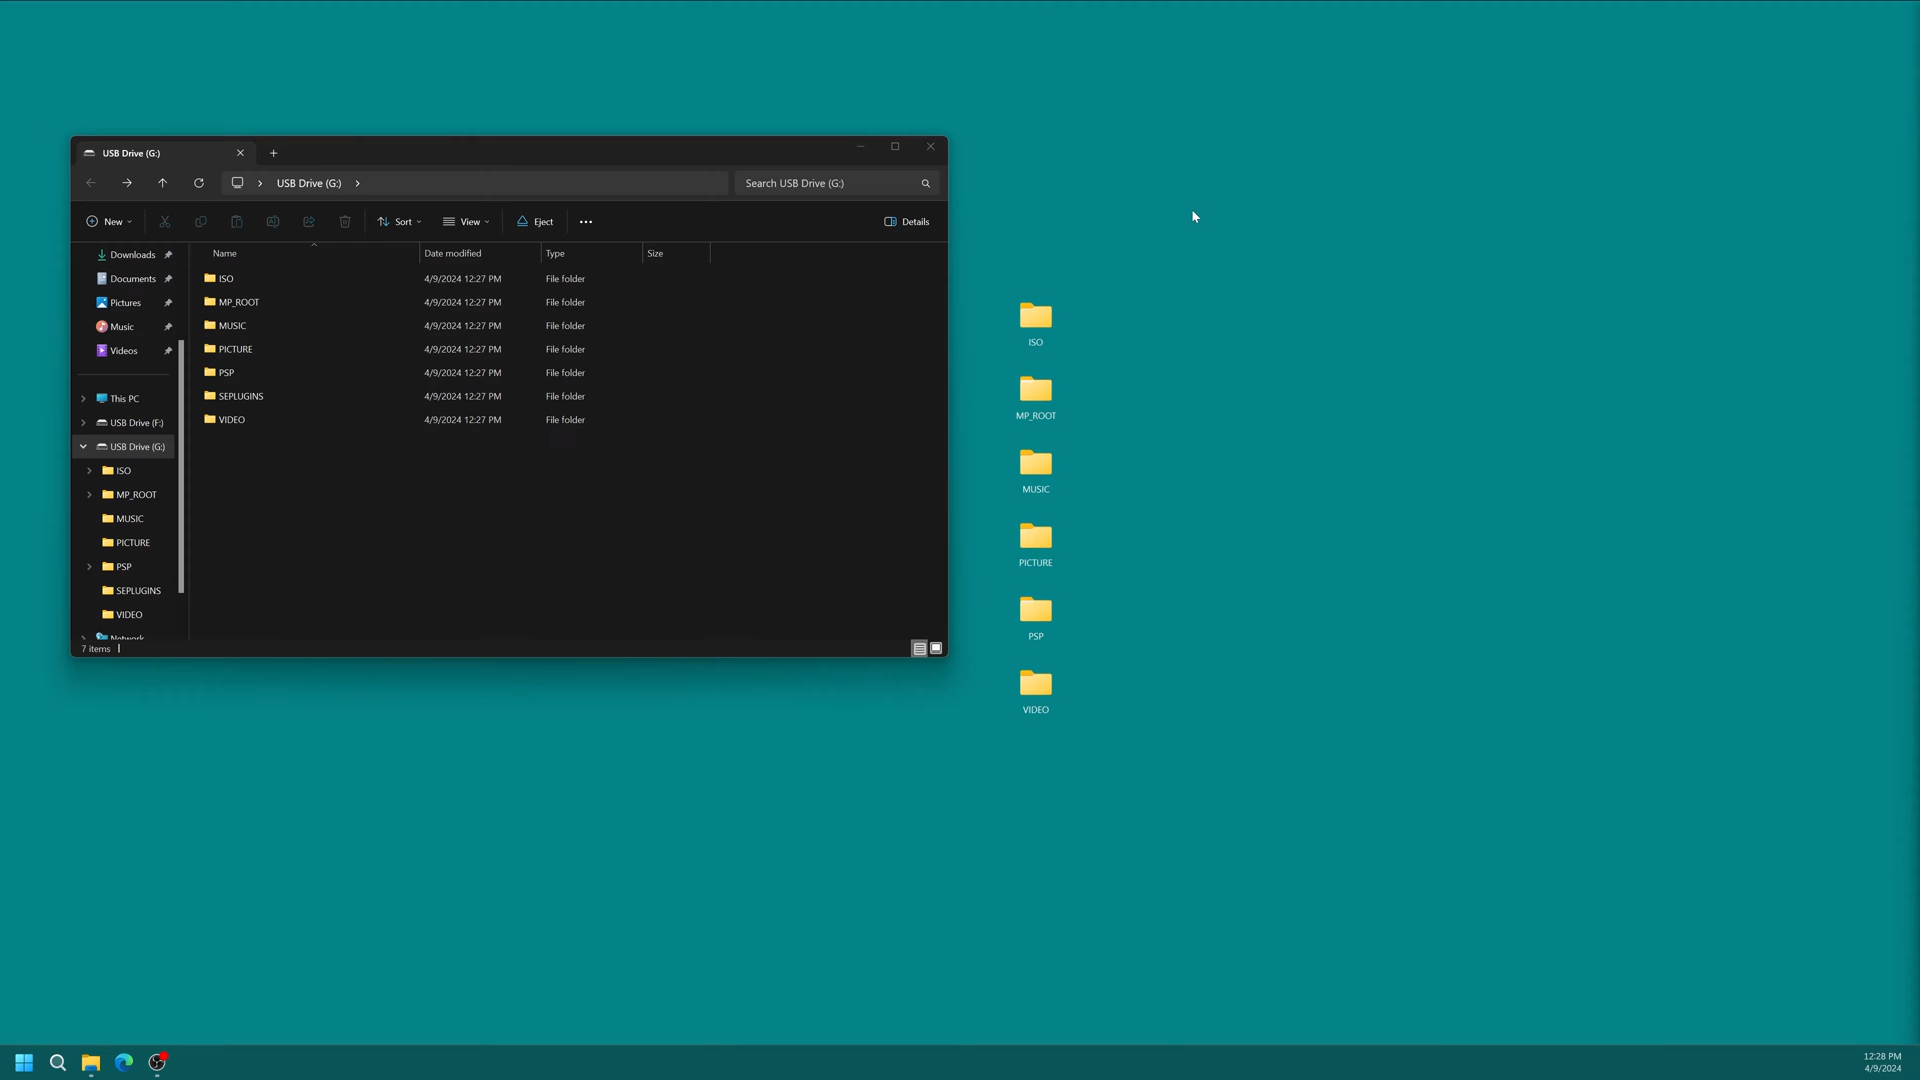 USB Drive (G:)
USB Drive (G:)
Search USB Drive (G:)
New
Sort
View
Eject
Details
Name Date modified Type Size
ISO 4/9/2024 12:27 PM File folder
MP_ROOT 4/9/2024 12:27 PM File folder
MUSIC 4/9/2024 12:27 PM File folder
PICTURE 4/9/2024 12:27 PM File folder
PSP 4/9/2024 12:27 PM File folder
SEPLUGINS 4/9/2024 12:27 PM File folder
VIDEO 4/9/2024 12:27 PM File folder
Downloads
Documents
Pictures
Music
Videos
This PC
USB Drive (F:)
USB Drive (G:)
ISO
MP_ROOT
MUSIC
PICTURE
PSP
SEPLUGINS
VIDEO
Network
7 items
ISO
MP_ROOT
MUSIC
PICTURE
PSP
VIDEO
12:28 PM
4/9/2024